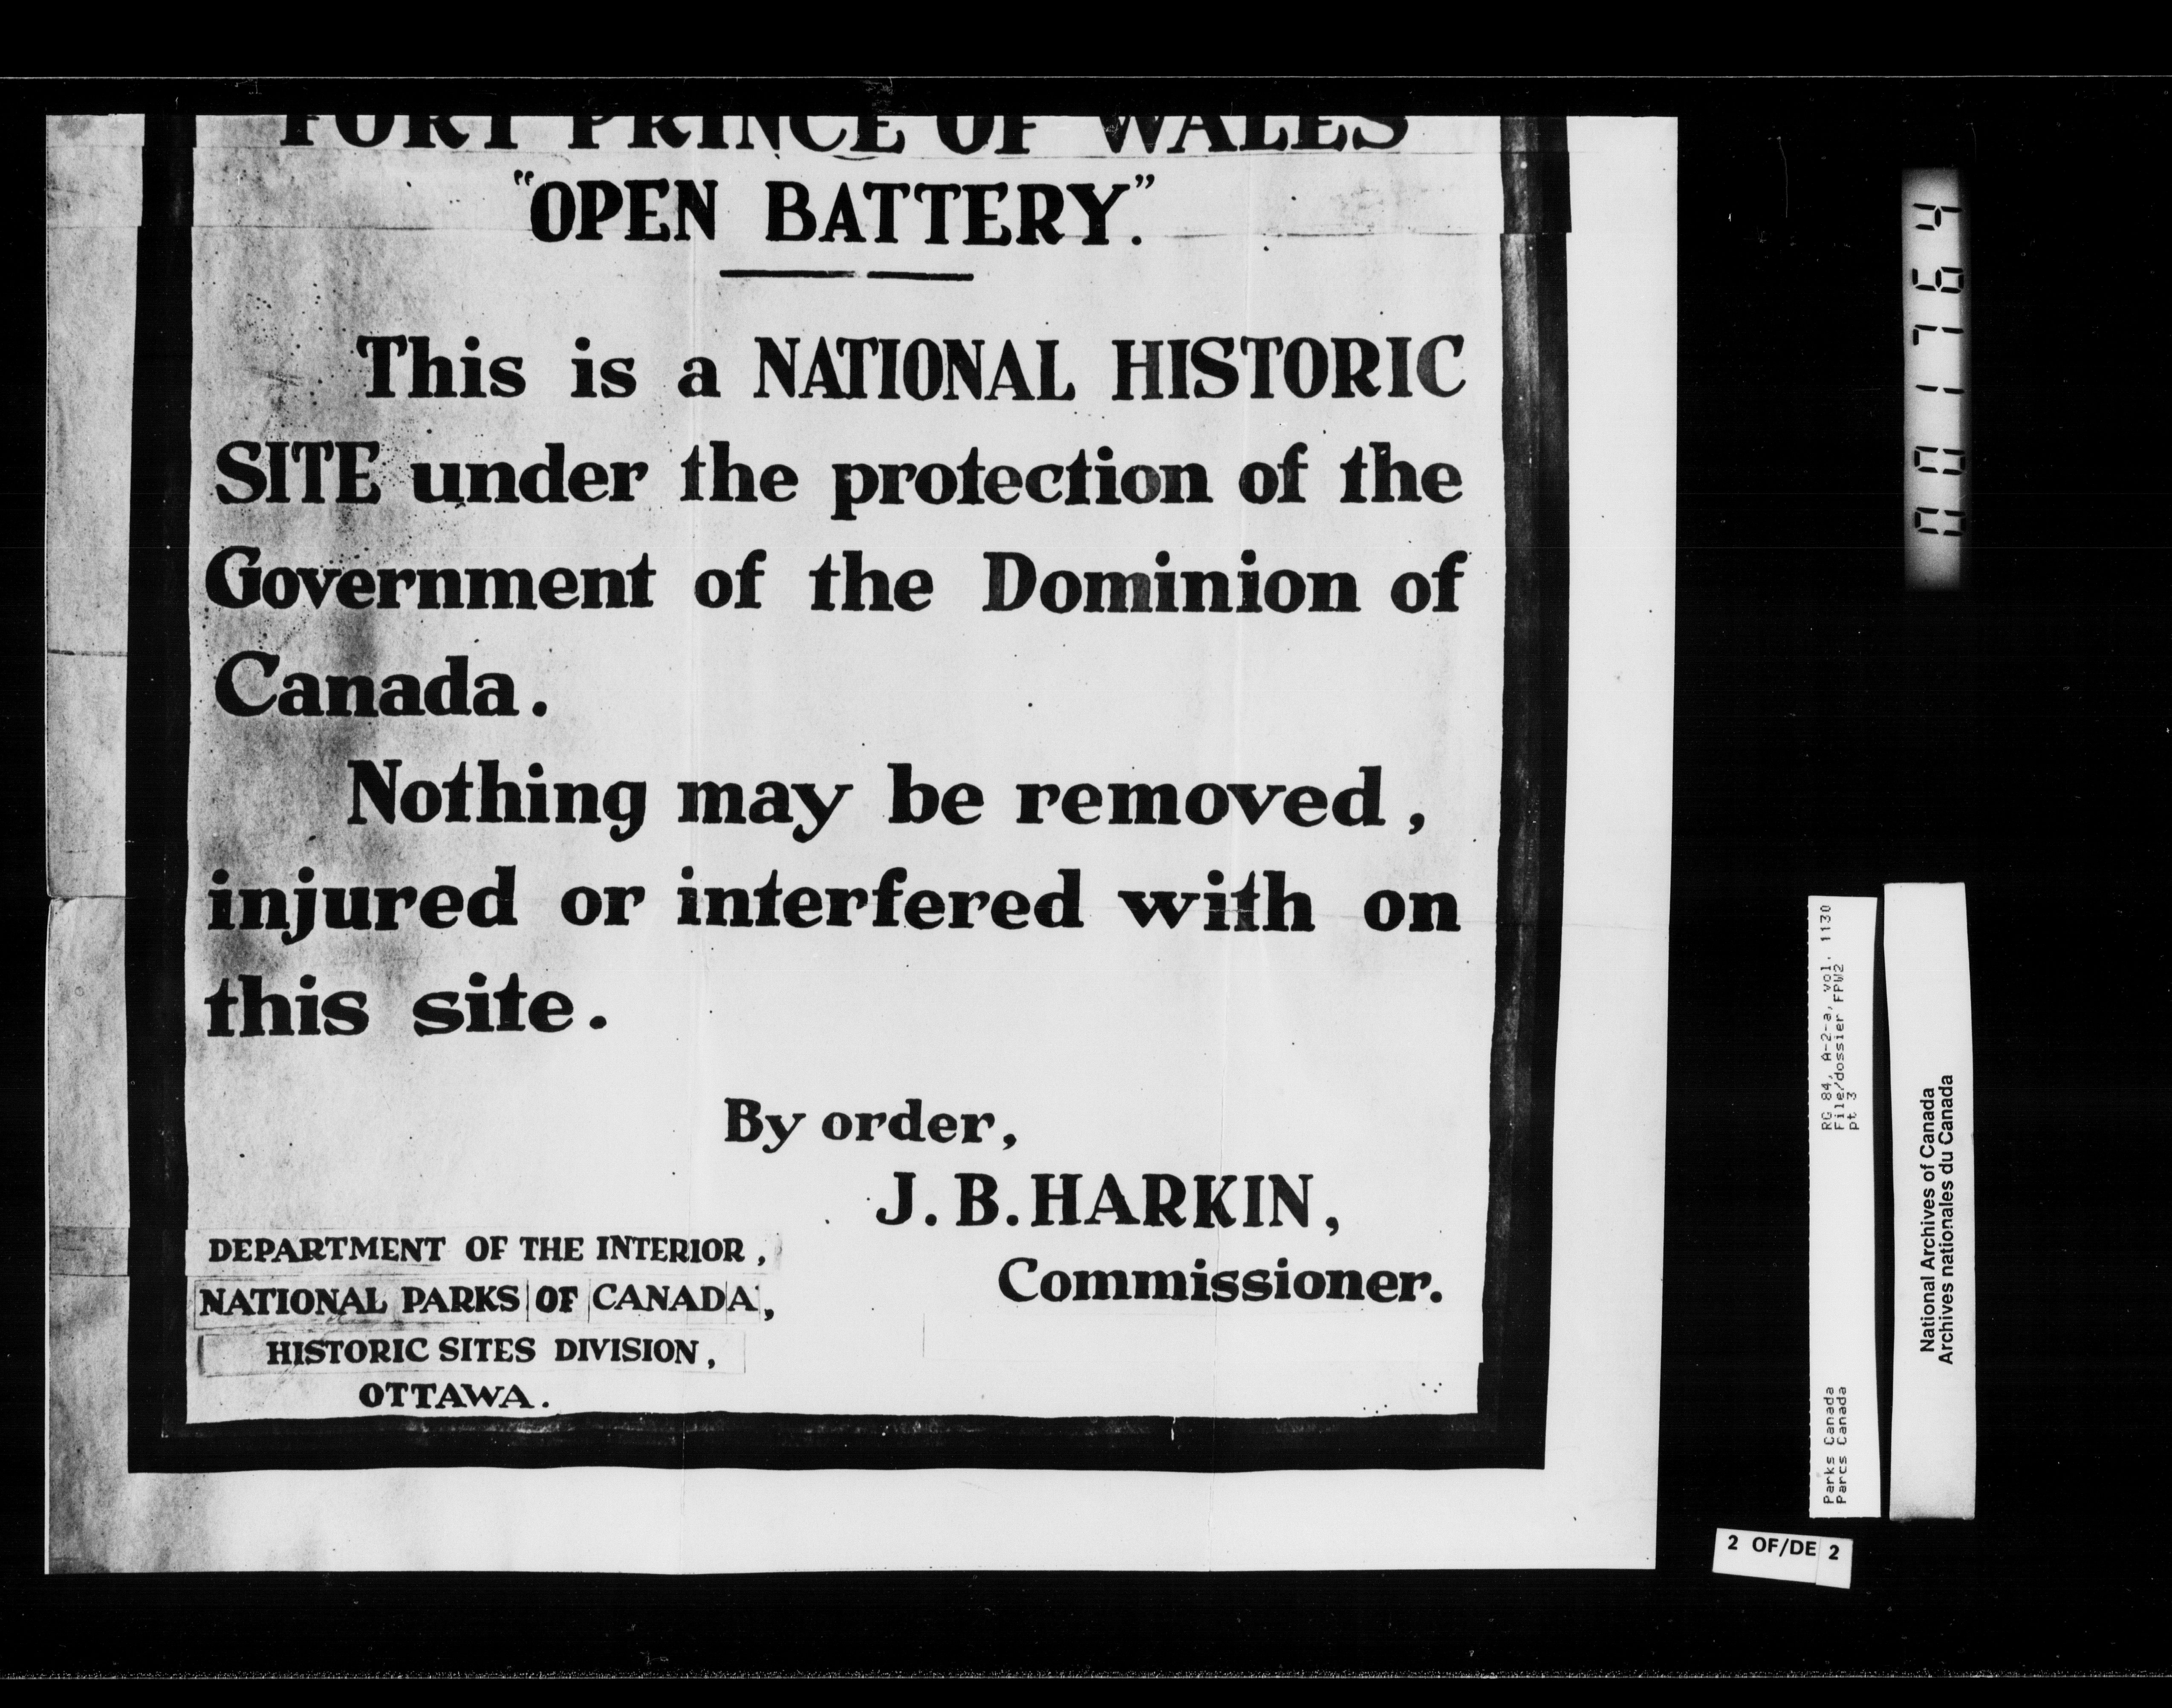 FORT PRINCE OF WALES
"OPEN BATTERY."
This is a NATIONAL HISTORIC
SITE under the protection of the
Government of the Dominion of
Canada.
Nothing may be removed,
injured or interfered with on
this site.
By order,
J. B. HARKIN,
Commissioner.
DEPARTMENT OF THE INTERIOR,
NATIONAL PARKS OF CANADA,
HISTORIC SITES DIVISION,
OTTAWA.
001764
RG 84, A-2-a, Vol. 1130
File/dossier FPW2
pt 3
Parks Canada
Parcs Canada
National Archives of Canada
Archives nationales du Canada
2 OF/DE 2